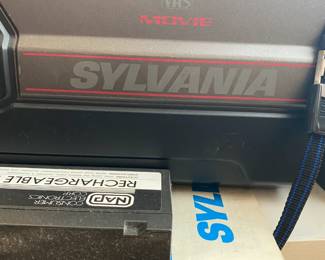 VHS
MOVIE
SYLVANIA
NAP
CONSUMER
ELECTRONICS
CORP
RECHARGEABLE
SYL